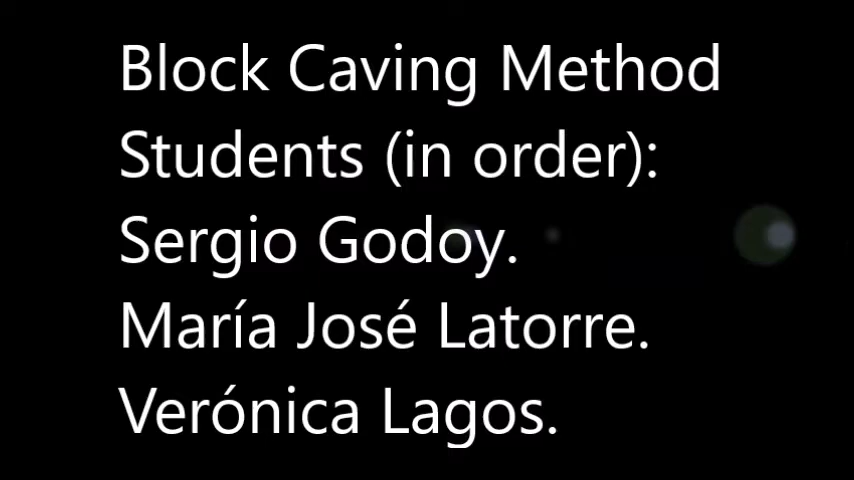 Block Caving Method
Students (in order):
Sergio Godoy.
María José Latorre.
Verónica Lagos.